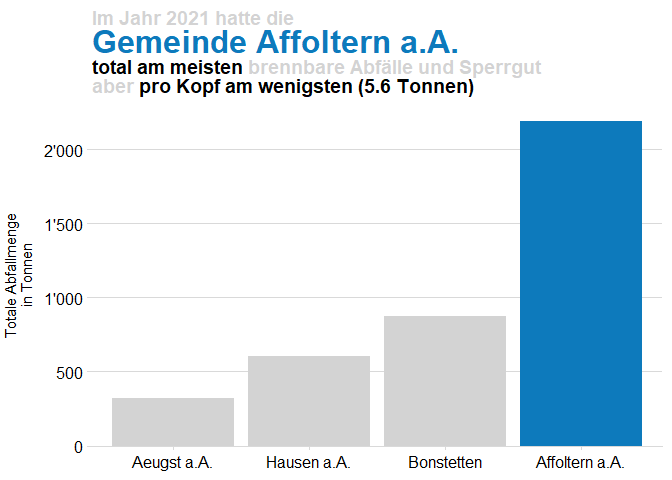 Im Jahr 2021 hatte die
Gemeinde Affoltern a.A.
total am meisten brennbare Abfälle und Sperrgut
aber pro Kopf am wenigsten (5.6 Tonnen)
Totale Abfallmenge
in Tonnen
2'000
1'500
1'000
500
0
Aeugst a.A.
Hausen a.A.
Bonstetten
Affoltern a.A.